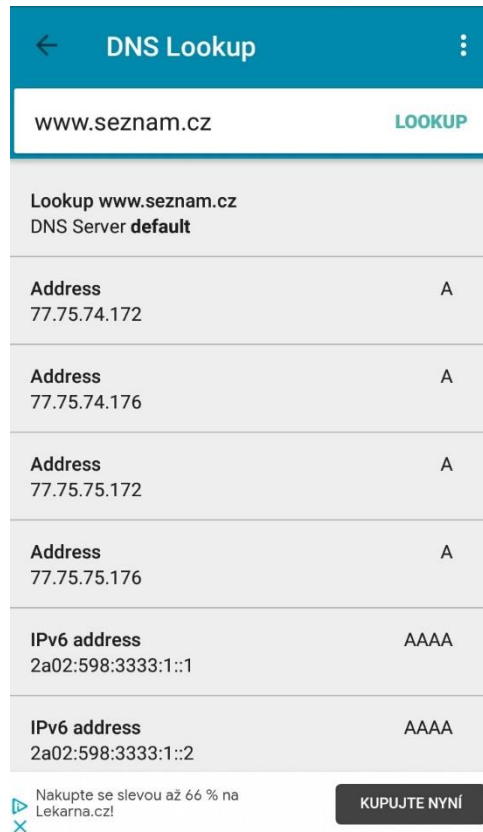 DNS Lookup
www.seznam.cz LOOKUP
Lookup www.seznam.cz
DNS Server default
Address A
77.75.74.172
Address A
77.75.74.176
Address A
77.75.75.172
Address A
77.75.75.176
IPv6 address AAAA
2a02:598:3333:1::1
IPv6 address AAAA
2a02:598:3333:1::2
Nakupte se slevou až 66 % na
Lekarna.cz!
KUPUJTE NYNÍ